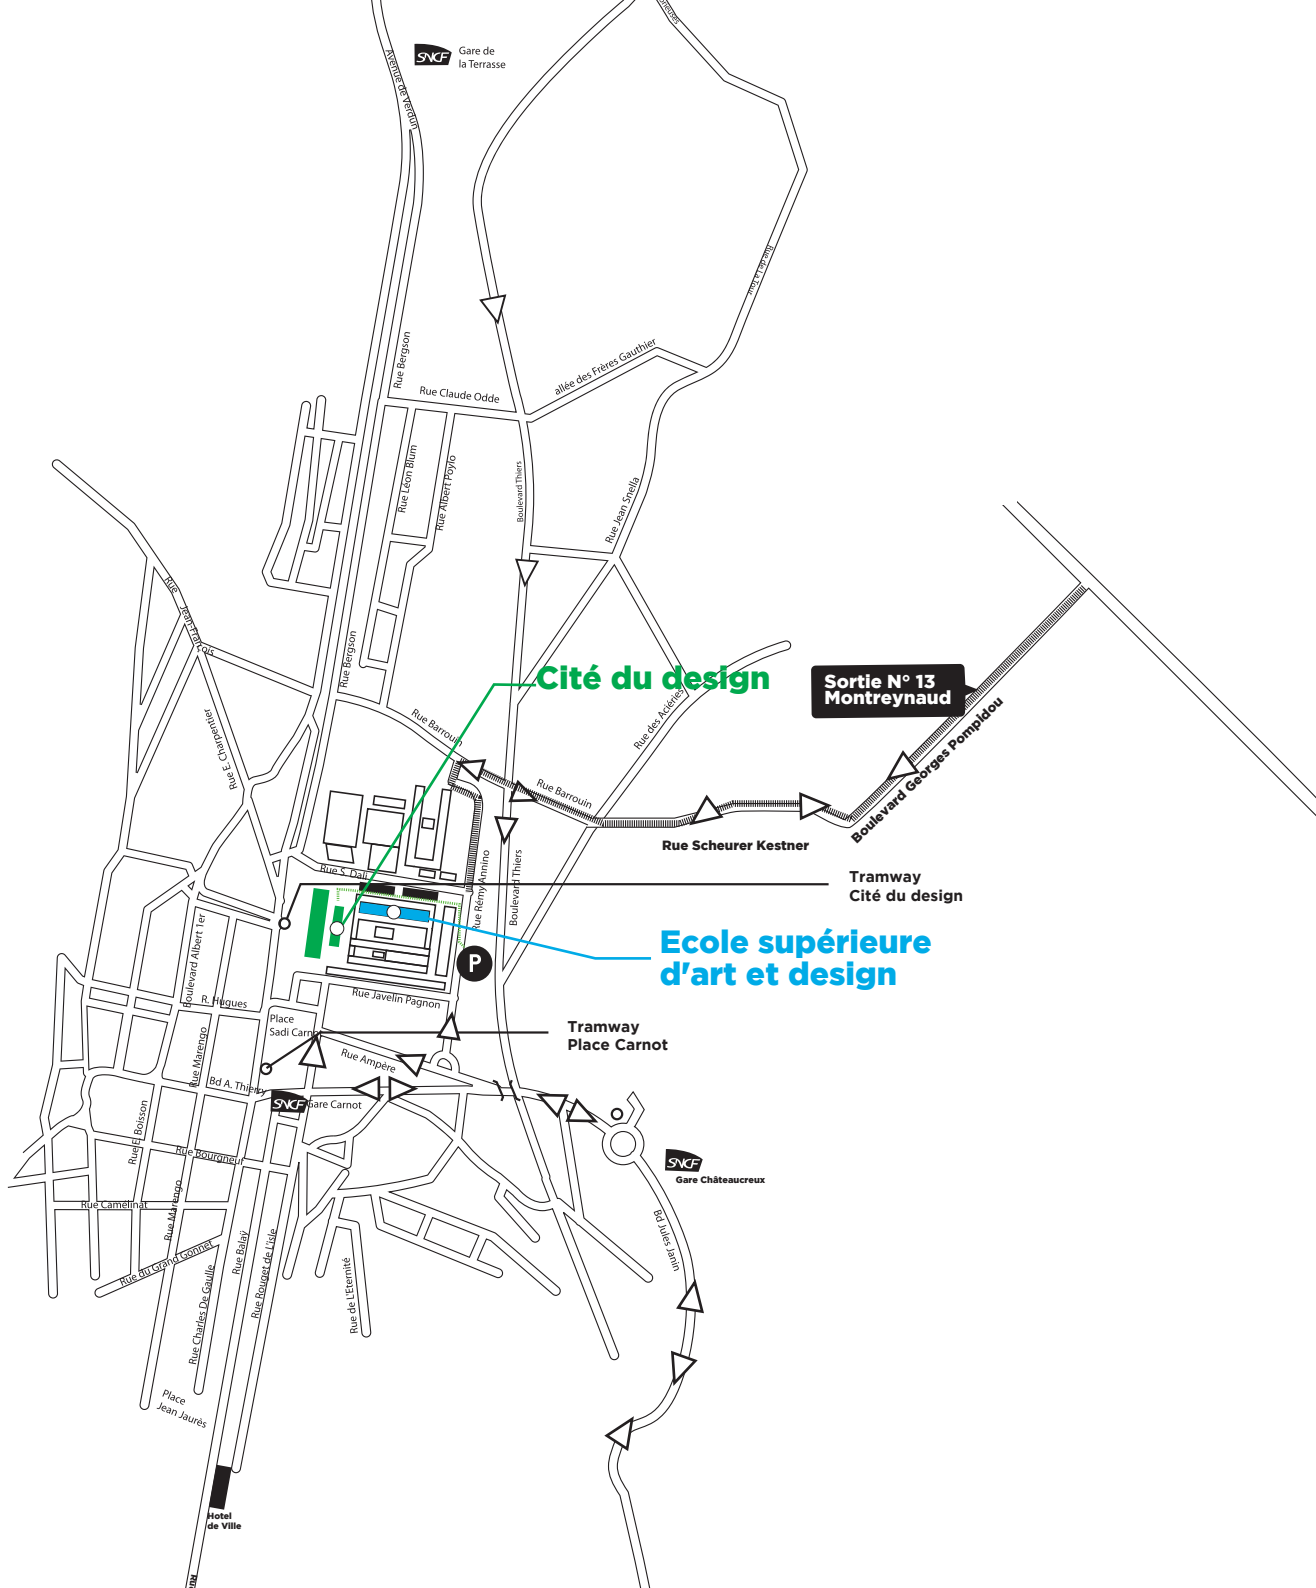 SNCF
Gare de
la Terrasse
Avenue de Verdun
Rue de La Tour
Rue Bergson
Rue Claude Odde
allée des Frères Gauthier
Rue Léon Blum
Rue Albert Poylo
Boulevard Thiers
Rue Jean Snella
Rue
Jean-François
Rue Bergson
Cité du design
Sortie N° 13
Montreynaud
Rue E. Charpentier
Rue Barrouin
Rue des Aciéries
Boulevard Georges Pompidou
Rue Barrouin
Rue Scheurer Kestner
Rue S. Dali
Rue Rémy Annino
Boulevard Thiers
Tramway
Cité du design
Boulevard Albert 1er
Ecole supérieure
d'art et design
P
R. Hugues
Rue Javelin Pagnon
Place
Sadi Carnot
Tramway
Place Carnot
Rue Marengo
Rue Ampère
Bd A. Thierry
SNCF
Gare Carnot
Rue E. Boisson
Rue Bourgneuf
SNCF
Gare Châteaucreux
Rue Camélinat
Rue Marengo
Rue Balaÿ
Rue Rouget de L'isle
Bd Jules Janin
Rue du Grand Gonnet
Rue Charles De Gaulle
Rue de L'Eternité
Place
Jean Jaurès
Hotel
de Ville